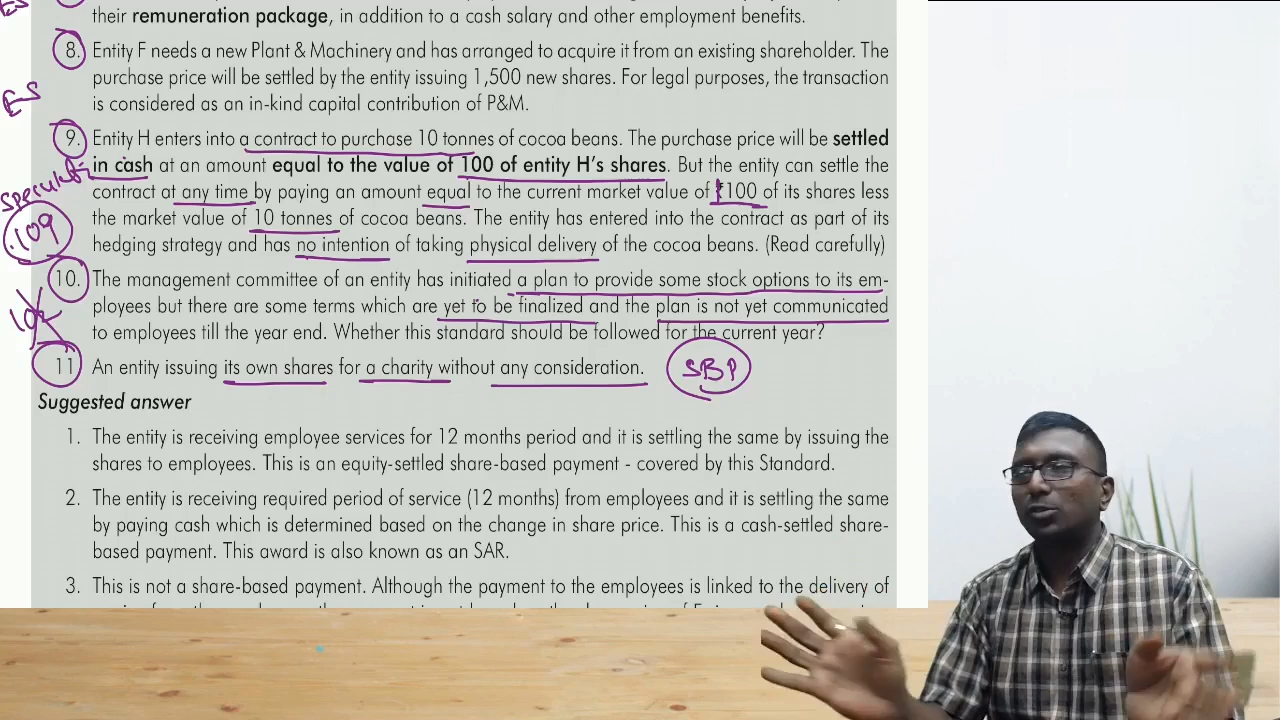 their remuneration package, in addition to a cash salary and other employment benefits.
8. Entity F needs a new Plant & Machinery and has arranged to acquire it from an existing shareholder. The
purchase price will be settled by the entity issuing 1,500 new shares. For legal purposes, the transaction
ES
is considered as an in-kind capital contribution of P&M.
9. Entity H enters into a contract to purchase 10 tonnes of cocoa beans. The purchase price will be settled
in cash at an amount equal to the value of 100 of entity H's shares. But the entity can settle the
contract at any time by paying an amount equal to the current market value of ₹100 of its shares less
the market value of 10 tonnes of cocoa beans. The entity has entered into the contract as part of its
109
hedging strategy and has no intention of taking physical delivery of the cocoa beans. (Read carefully)
10. The management committee of an entity has initiated a plan to provide some stock options to its em-
ployees but there are some terms which are yet to be finalized and the plan is not yet communicated
to employees till the year end. Whether this standard should be followed for the current year?
11 An entity issuing its own shares for a charity without any consideration. SBP
Suggested answer
1. The entity is receiving employee services for 12 months period and it is settling the same by issuing the
shares to employees. This is an equity-settled share-based payment - covered by this Standard.
2. The entity is receiving required period of service (12 months) from employees and it is settling the same
by paying cash which is determined based on the change in share price. This is a cash-settled share-
based payment. This award is also known as an SAR.
3. This is not a share-based payment. Although the payment to the employees is linked to the delivery of